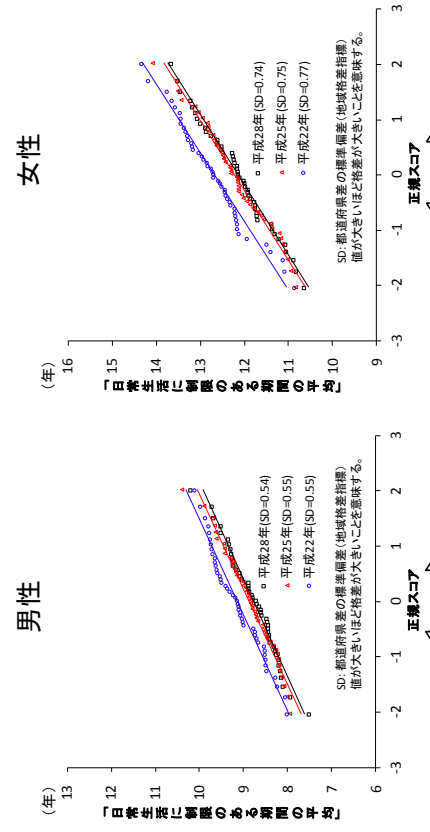 男性
(年)
「日常生活に制限のある期間の平均」
13
12
11
10
9
8
7
6
-3
-2
-1
0
1
2
3
正規スコア
平成28年(SD=0.54)
平成25年(SD=0.55)
平成22年(SD=0.55)
SD: 都道府県差の標準偏差(地域格差指標)
値が大きいほど格差が大きいことを意味する。
女性
(年)
「日常生活に制限のある期間の平均」
16
15
14
13
12
11
10
9
-3
-2
-1
0
1
2
3
正規スコア
平成28年(SD=0.74)
平成25年(SD=0.75)
平成22年(SD=0.77)
SD: 都道府県差の標準偏差(地域格差指標)
値が大きいほど格差が大きいことを意味する。